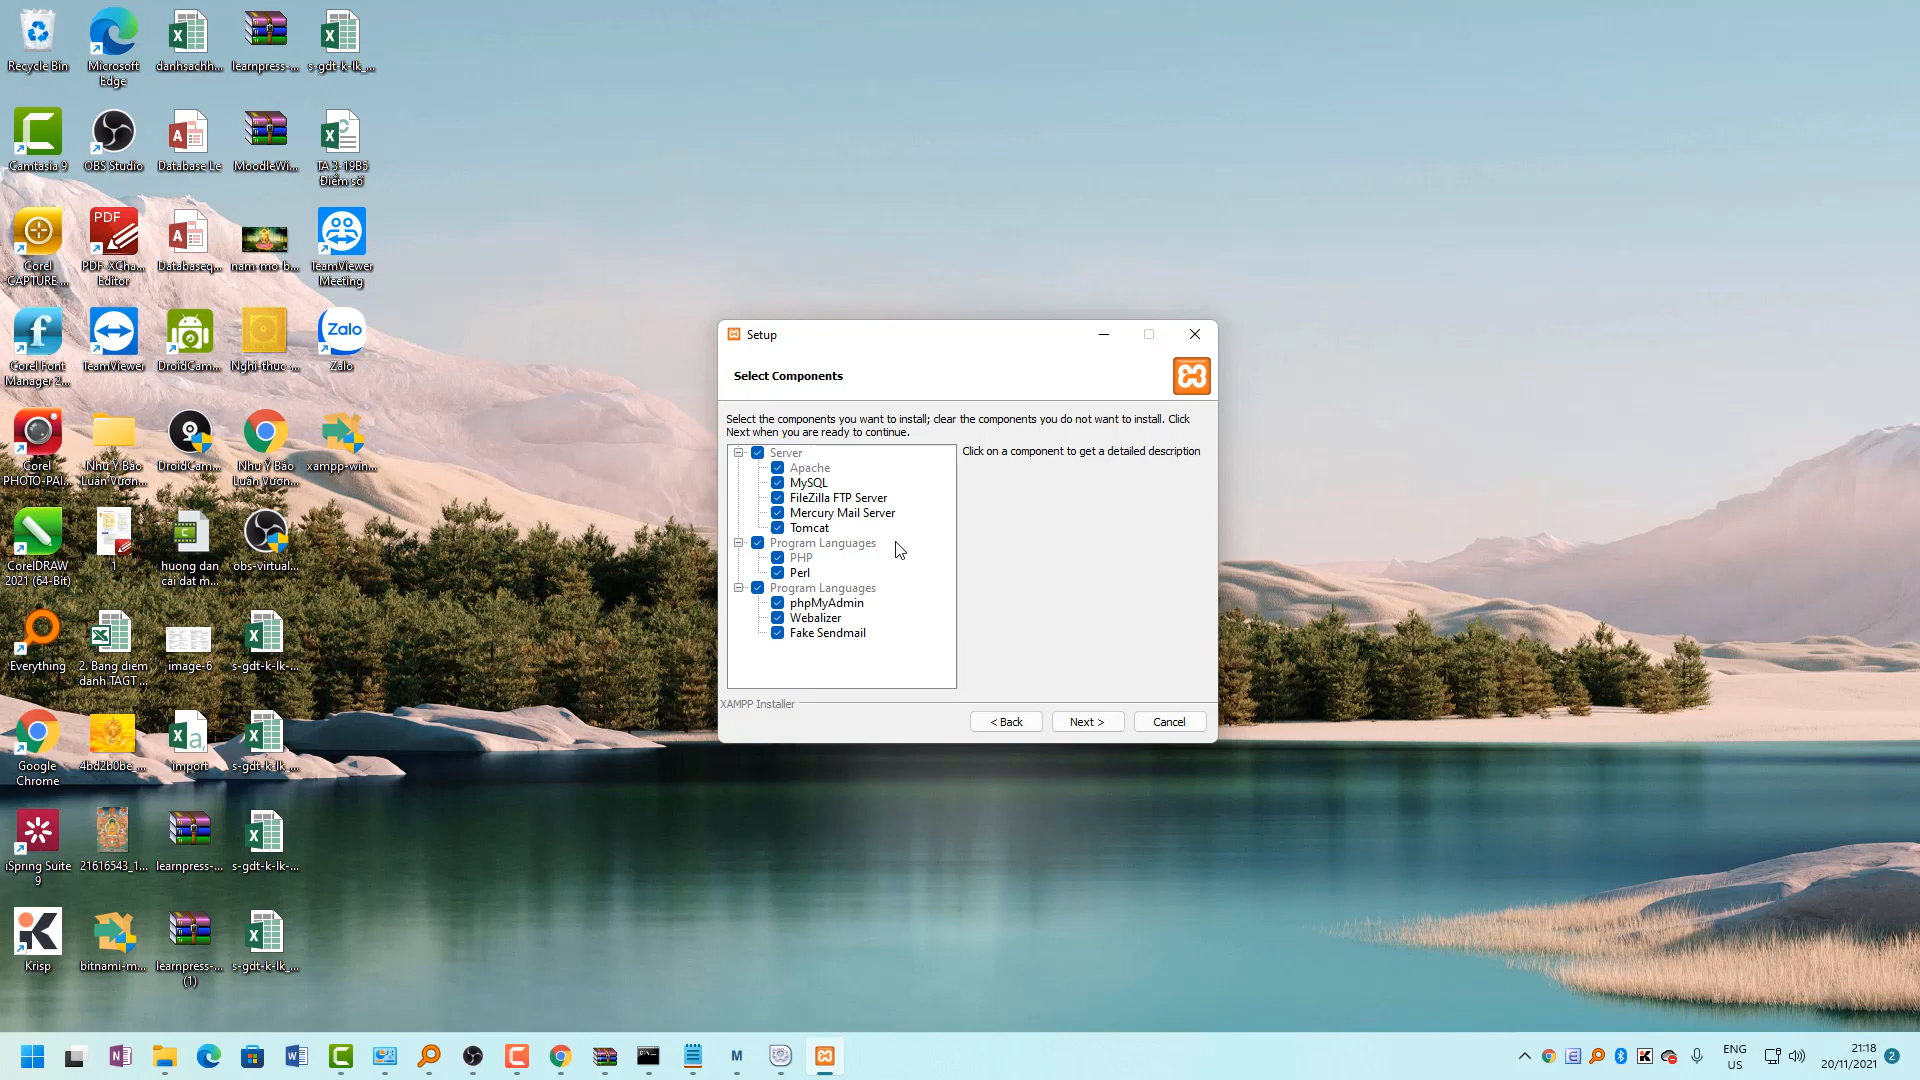 Recycle Bin
Microsoft
Edge
danhsachh...
learnpress-...
s-gdt-k-lk_...
Camtasia 9
OBS Studio
Database Le
MoodleWi...
TA 3-19B5
Điểm số
Corel
CAPTURE ...
PDF
PDF-XCha...
Editor
Databaseq...
nam-mo-b...
TeamViewer
Meeting
Corel Font
Manager 2...
TeamViewer
DroidCam...
Nghi-thuc-...
Zalo
Zalo
Corel
PHOTO-PAI...
Như Ý Bảo
Luân Vươn...
DroidCam...
Như Ý Bảo
Luân Vươn...
xampp-win...
CorelDRAW
2021 (64-Bit)
1
huong dan
cai dat m...
obs-virtual...
Everything
2. Bang diem
danh TAGT ...
image-6
s-gdt-k-lk-...
Google
Chrome
4bd2b0be_...
import
s-gdt-k-lk_...
iSpring Suite
9
21616543_1...
learnpress-...
s-gdt-k-lk-...
Krisp
bitnami-m...
learnpress-...
(1)
s-gdt-k-lk_...
Setup
Select Components
Select the components you want to install; clear the components you do not want to install. Click
Next when you are ready to continue.
Server
Apache
MySQL
FileZilla FTP Server
Mercury Mail Server
Tomcat
Program Languages
PHP
Perl
Program Languages
phpMyAdmin
Webalizer
Fake Sendmail
Click on a component to get a detailed description
XAMPP Installer
< Back
Next >
Cancel
ENG
US
21:18
20/11/2021
2